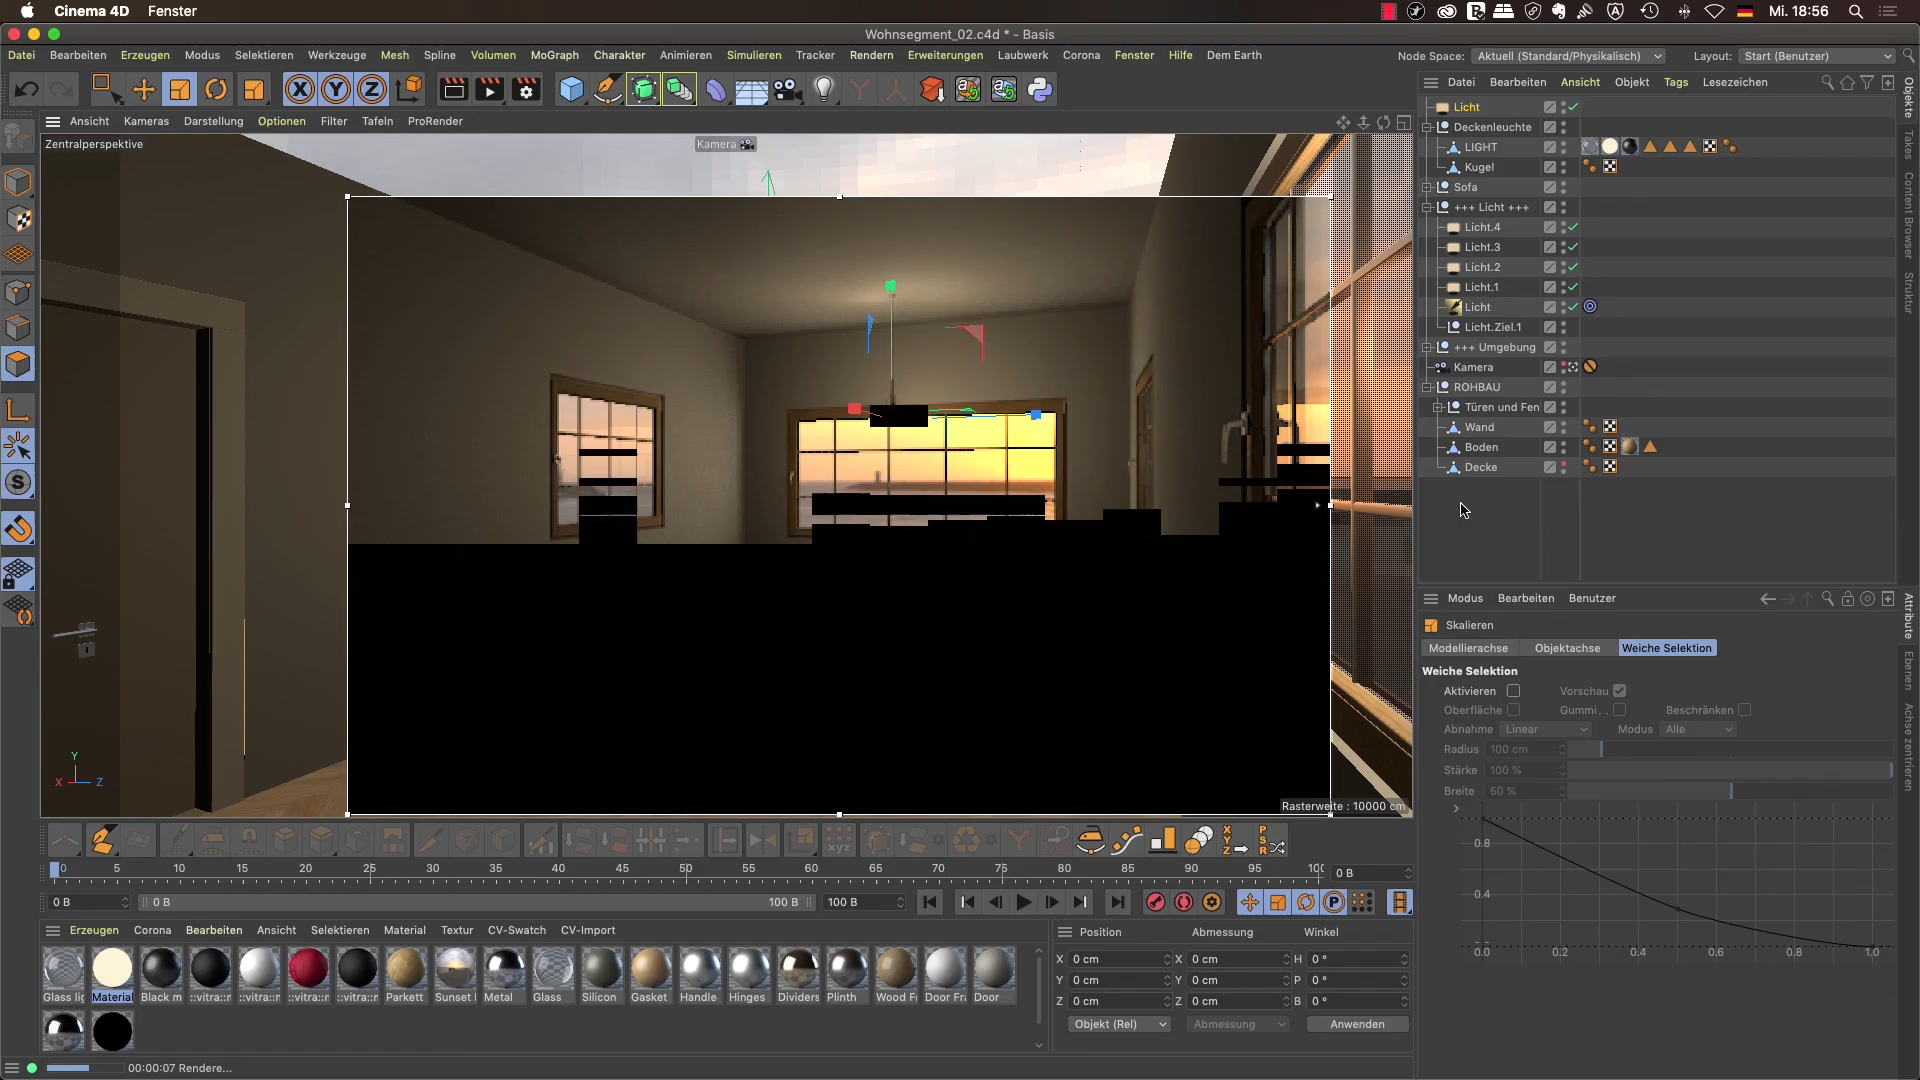 Cinema 4D Fenster
Mi. 18:56
Wohnsegment_02.c4d * - Basis
Datei Bearbeiten Erzeugen Modus Selektieren Werkzeuge Mesh Spline Volumen MoGraph Charakter Animieren Simulieren Tracker Rendern Erweiterungen Laubwerk Corona Fenster Hilfe Dem Earth
Node Space: Aktuell (Standard/Physikalisch) Layout: Start (Benutzer)
Datei Bearbeiten Ansicht Objekt Tags Lesezeichen
Ansicht Kameras Darstellung Optionen Filter Tafeln ProRender
Zentralperspektive
Kamera
Licht
Deckenleuchte
LIGHT
Kugel
Sofa
+++ Licht +++
Licht.4
Licht.3
Licht.2
Licht.1
Licht
Licht.Ziel.1
+++ Umgebung
Kamera
ROHBAU
Türen und Fen
Wand
Boden
Decke
Objekte
Takes
Content Browser
Struktur
Modus Bearbeiten Benutzer
Skalieren
Modellierachse Objektachse Weiche Selektion
Weiche Selektion
Aktivieren Vorschau
Oberfläche Gummi . . Beschränken
Abnahme Linear Modus Alle
Radius 100 cm
Stärke 100 %
Breite 50 %
0.8
0.4
0.0 0.2 0.4 0.6 0.8 1.0
Attribute
Ebenen
Achse zentrieren
Y
X Z
Rasterweite : 10000 cm
0 5 10 15 20 25 30 35 40 45 50 55 60 65 70 75 80 85 90 95 100
0 B
0 B 0 B 100 B 100 B
Erzeugen Corona Bearbeiten Ansicht Selektieren Material Textur CV-Swatch CV-Import
Glass lig Material Black m ::vitra::r ::vitra::r ::vitra::r ::vitra::r Parkett Sunset Metal Glass Silicon Gasket Handle Hinges Dividers Plinth Wood Fr Door Fra Door
Position Abmessung Winkel
X 0 cm X 0 cm H 0 °
Y 0 cm Y 0 cm P 0 °
Z 0 cm Z 0 cm B 0 °
Objekt (Rel) Abmessung Anwenden
00:00:07 Rendere...